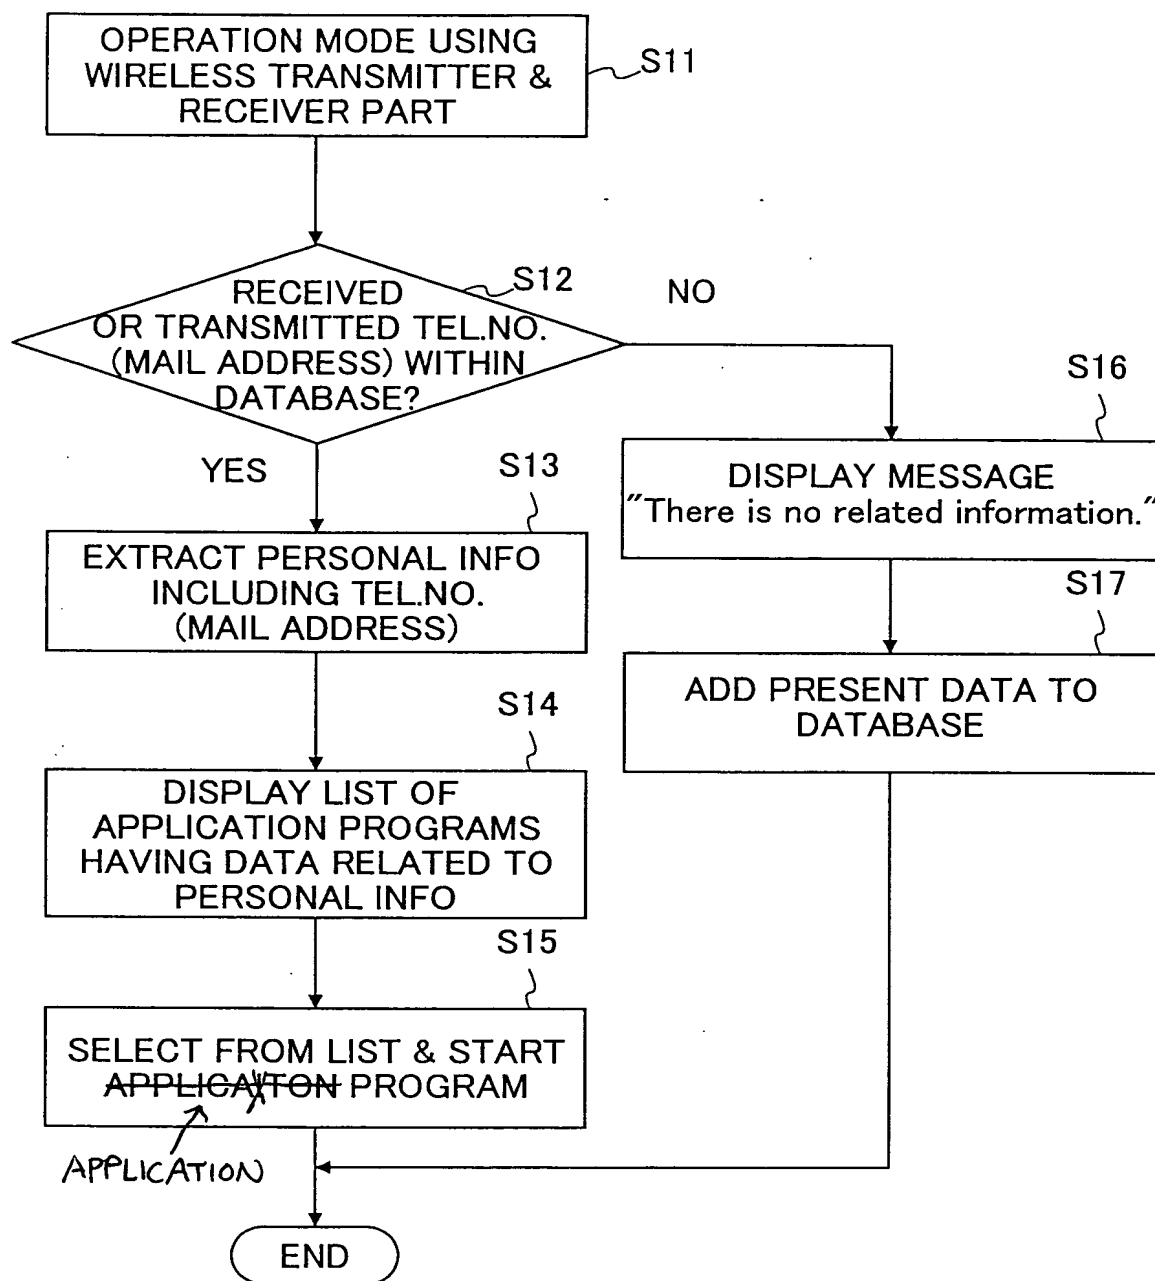 OPERATION MODE USING
WIRELESS TRANSMITTER &
RECEIVER PART
S11
S12
RECEIVED
OR TRANSMITTED TEL.NO.
(MAIL ADDRESS) WITHIN
DATABASE?
NO
YES
S13
EXTRACT PERSONAL INFO
INCLUDING TEL.NO.
(MAIL ADDRESS)
S14
DISPLAY LIST OF
APPLICATION PROGRAMS
HAVING DATA RELATED TO
PERSONAL INFO
S15
SELECT FROM LIST & START
APPLICAITON PROGRAM
APPLICATION
S16
DISPLAY MESSAGE
"There is no related information."
S17
ADD PRESENT DATA TO
DATABASE
END